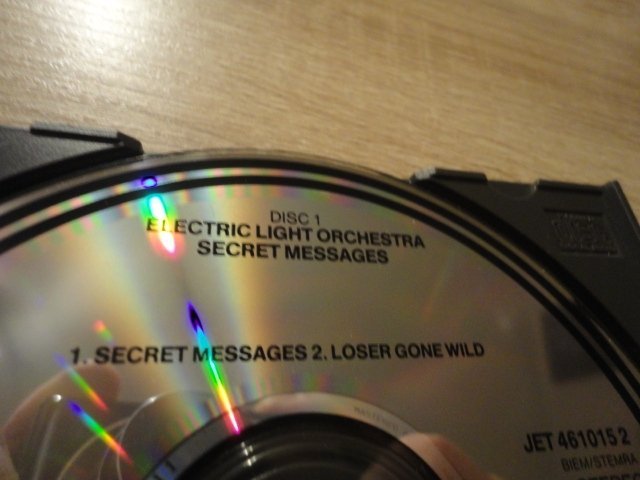 DISC 1
ELECTRIC LIGHT ORCHESTRA
SECRET MESSAGES
1. SECRET MESSAGES 2. LOSER GONE WILD
JET 461015 2
BIEM/STEMRA
STEREO